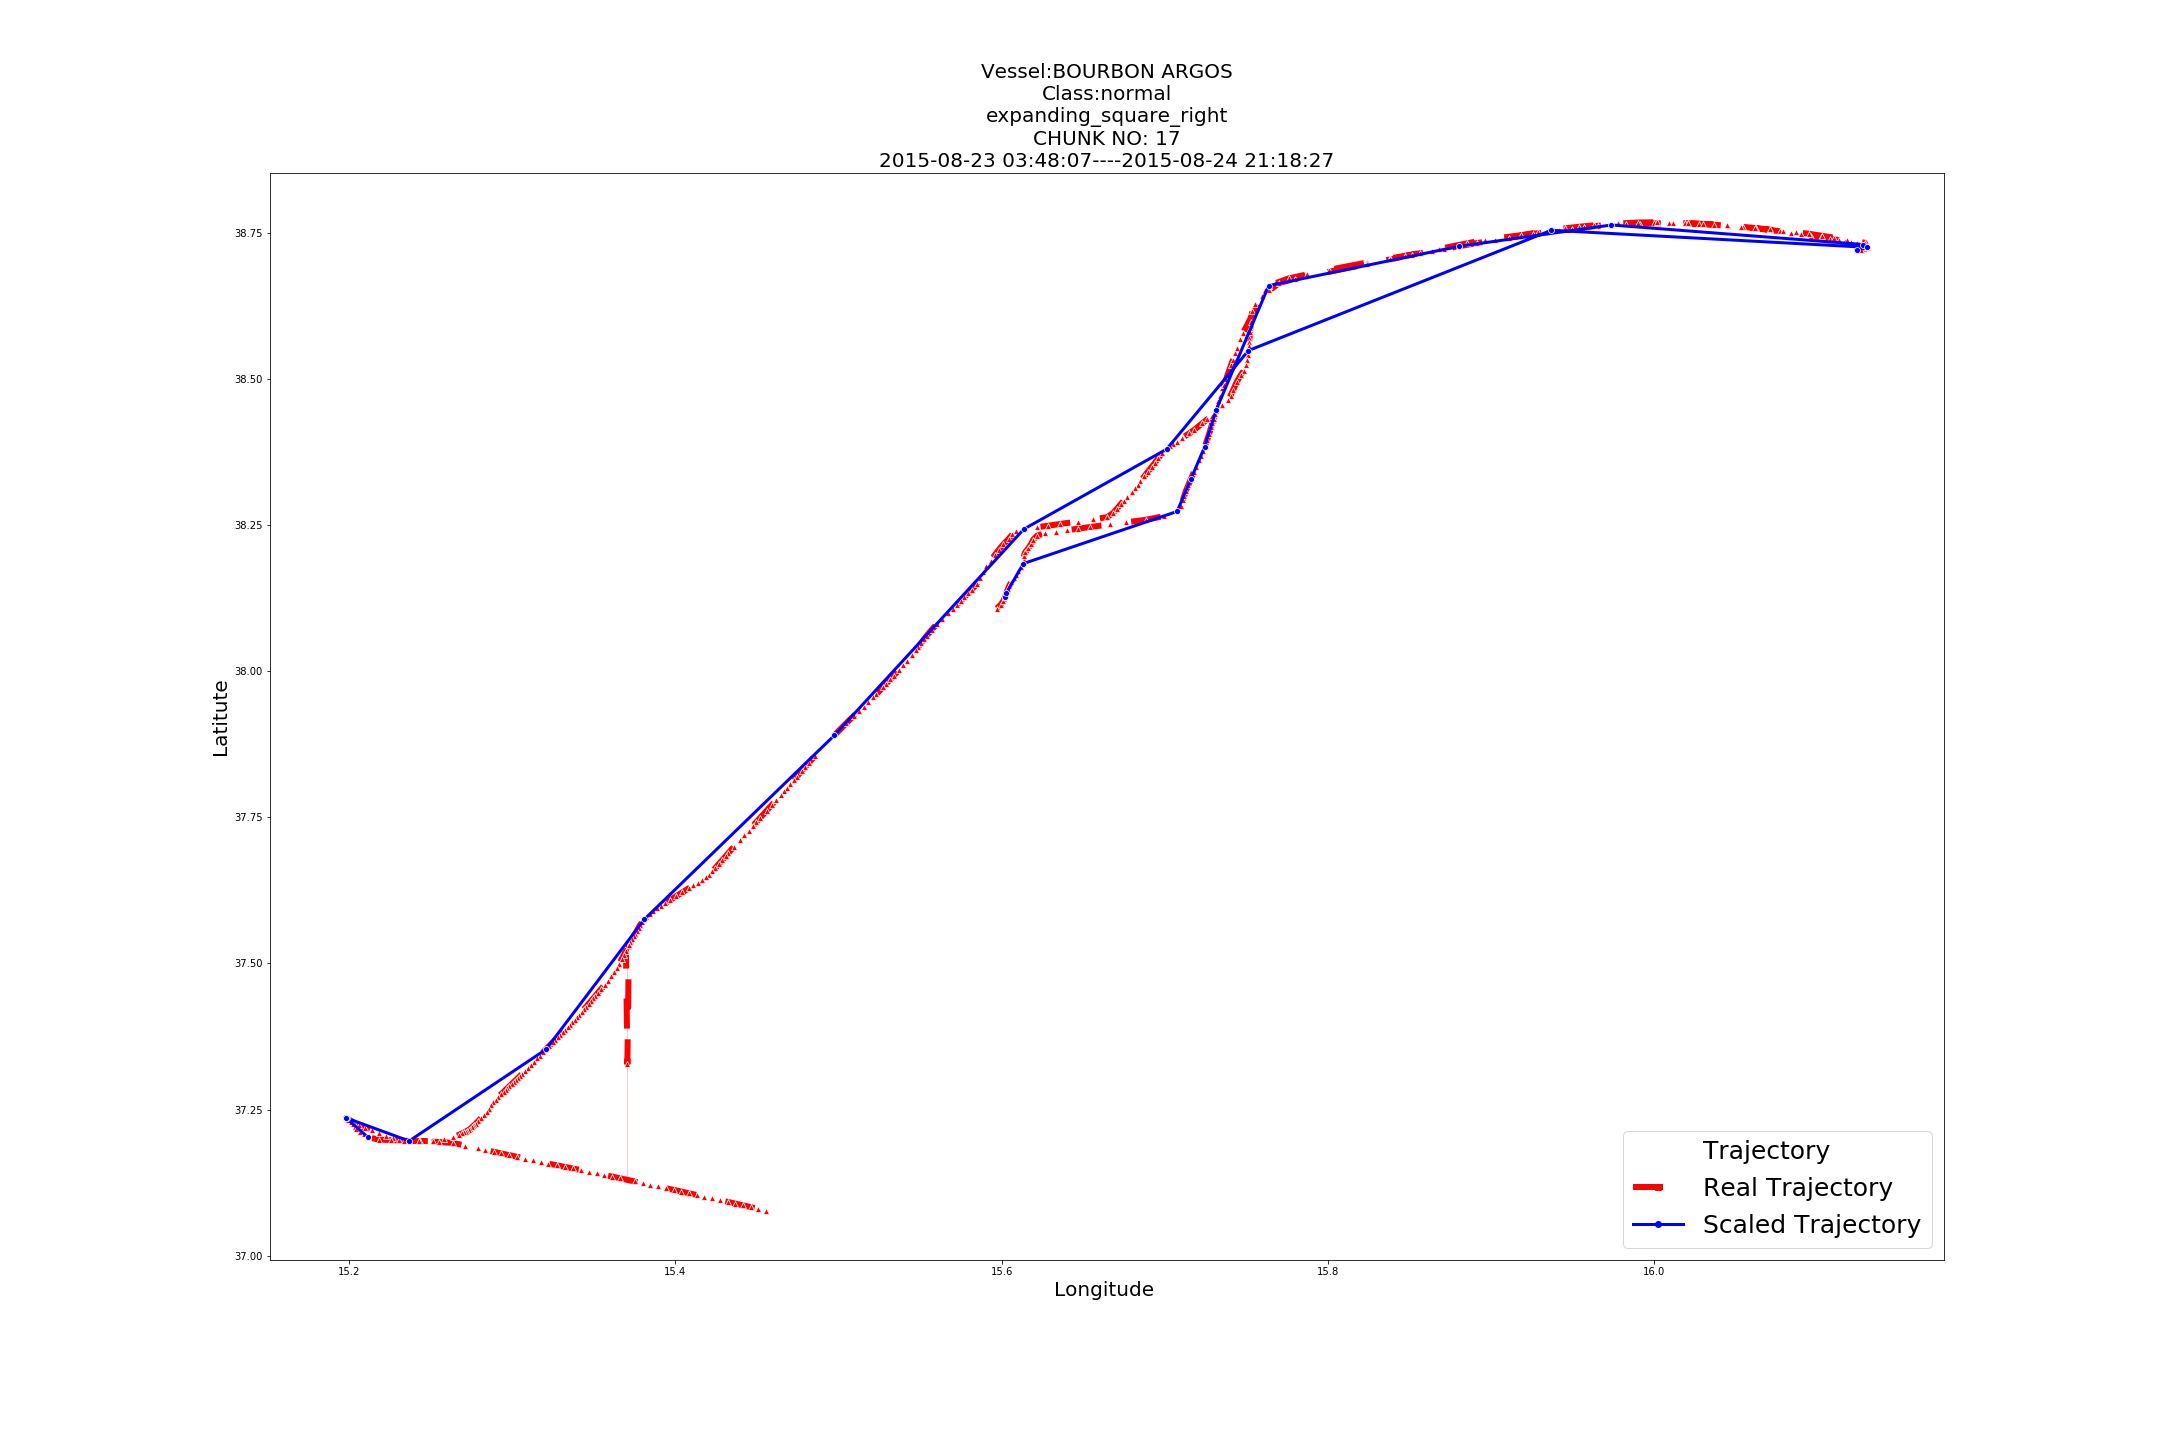 Vessel:BOURBON ARGOS
Class:normal
expanding_square_right
CHUNK NO: 17
2015-08-23 03:48:07----2015-08-24 21:18:27
Latitute
38.75
38.50
38.25
38.00
37.75
37.50
37.25
37.00
15.2
15.4
15.6
15.8
16.0
Longitude
Trajectory
Real Trajectory
Scaled Trajectory